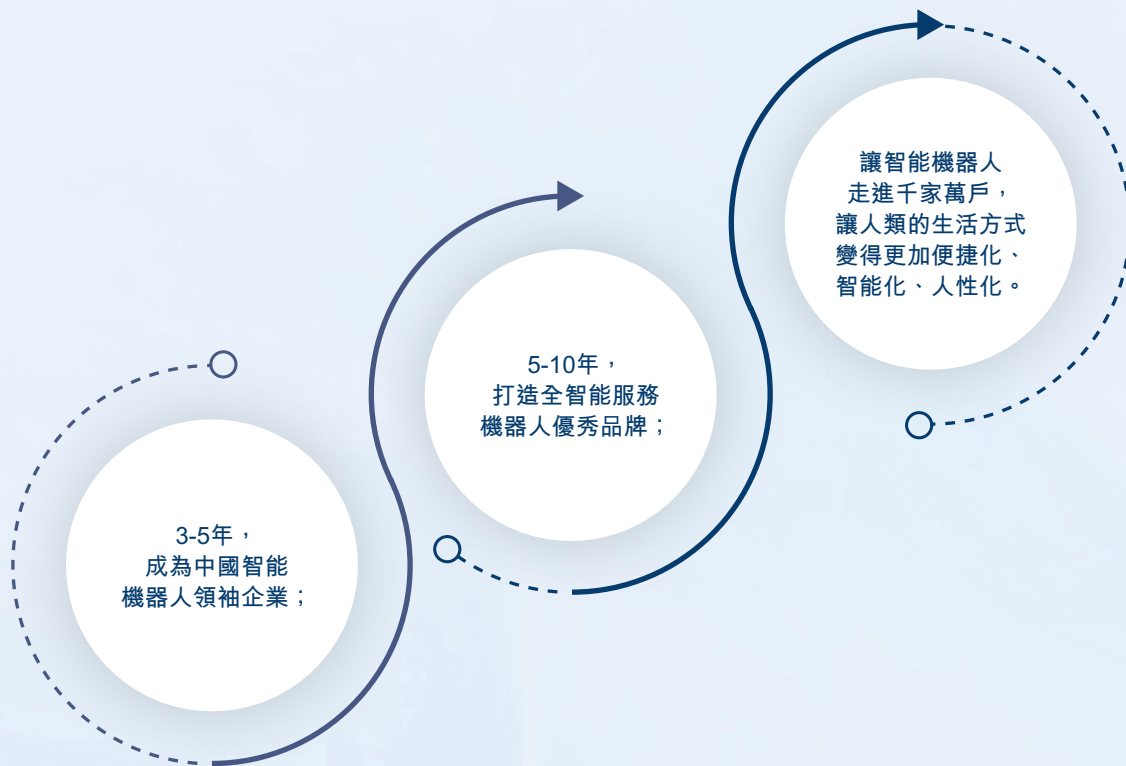 3-5年，
成為中國智能
機器人領袖企業；
5-10年，
打造全智能服務
機器人優秀品牌；
讓智能機器人
走進千家萬戶，
讓人類的生活方式
變得更加便捷化、
智能化、人性化。